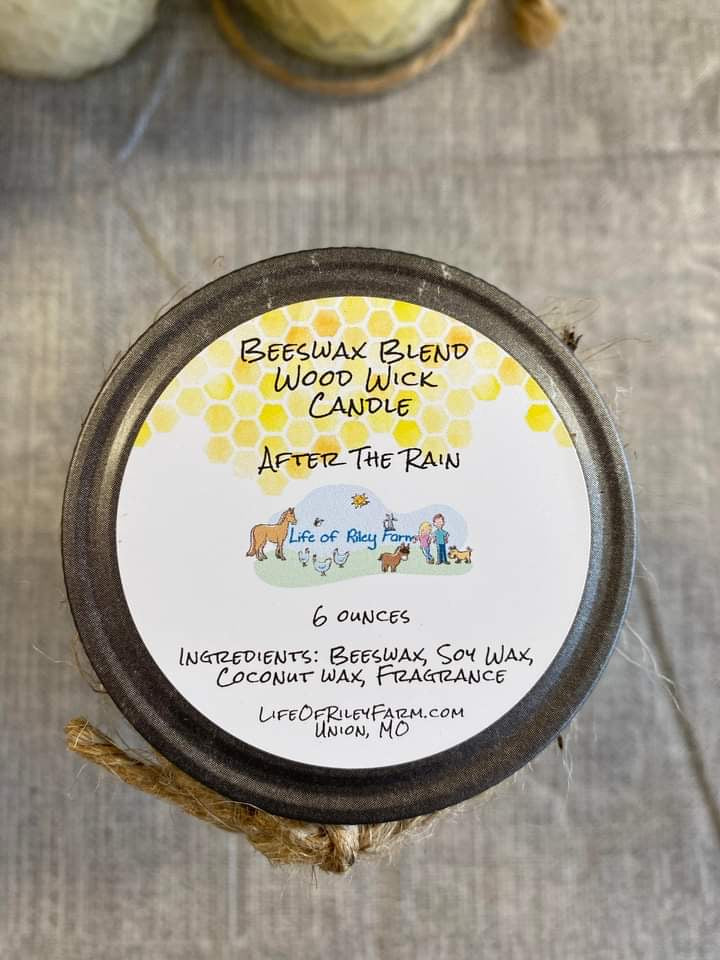 Beeswax Blend
Wood Wick
Candle
After The Rain
Life of Riley Farms
6 ounces
Ingredients: Beeswax, Soy Wax,
Coconut wax, Fragrance
LifeOfRileyFarm.com
Union, MO